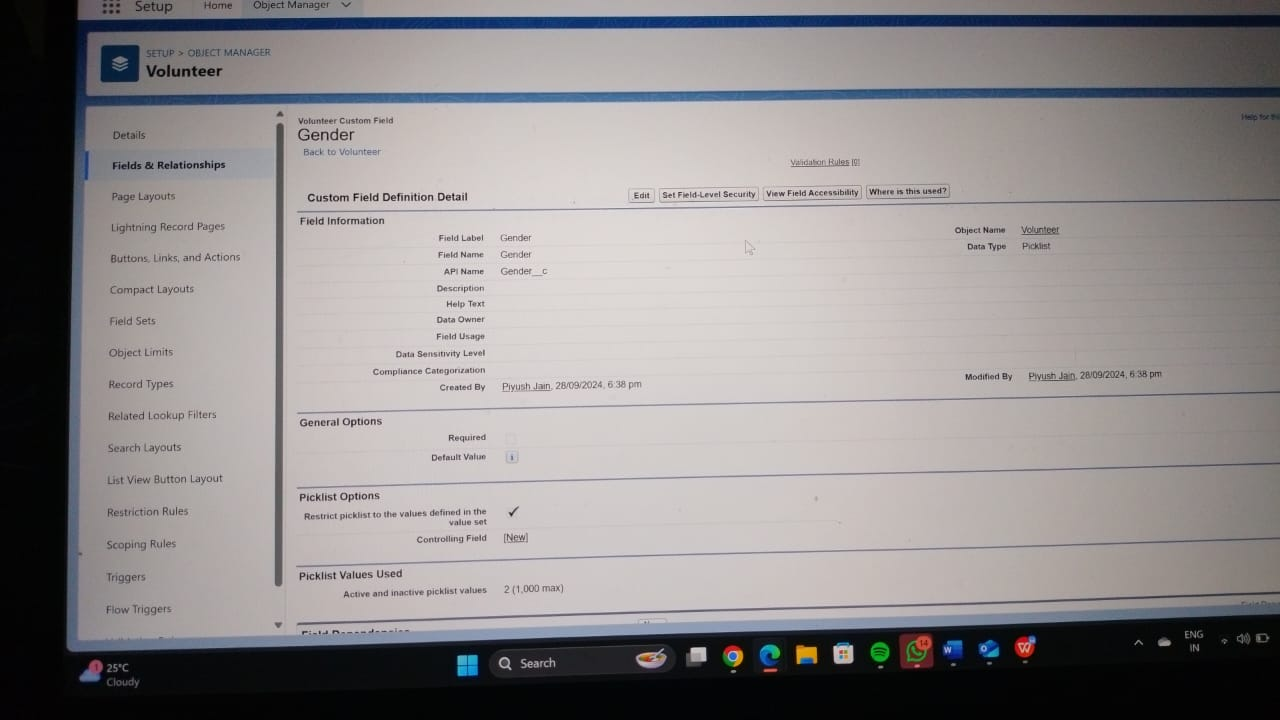 Setup Home Object Manager
SETUP > OBJECT MANAGER
Volunteer
Details
Fields & Relationships
Page Layouts
Lightning Record Pages
Buttons, Links, and Actions
Compact Layouts
Field Sets
Object Limits
Record Types
Related Lookup Filters
Search Layouts
List View Button Layout
Restriction Rules
Scoping Rules
Triggers
Flow Triggers
Volunteer Custom Field
Gender
Back to Volunteer
Help for
Validation Rules [0]
Custom Field Definition Detail
Edit Set Field-Level Security View Field Accessibility Where is this used?
Field Information
Field Label Gender
Object Name Volunteer
Field Name Gender
Data Type Picklist
API Name Gender__c
Description
Help Text
Data Owner
Field Usage
Data Sensitivity Level
Compliance Categorization
Created By Piyush Jain, 28/09/2024, 6:38 pm
Modified By Piyush Jain, 28/09/2024, 6:38 pm
General Options
Required
Default Value i
Picklist Options
Restrict picklist to the values defined in the
value set ✓
Controlling Field [New]
Picklist Values Used
Active and inactive picklist values 2 (1,000 max)
Field Dependencies
1
25°C
Cloudy
Search
14
W
W
ENG
IN